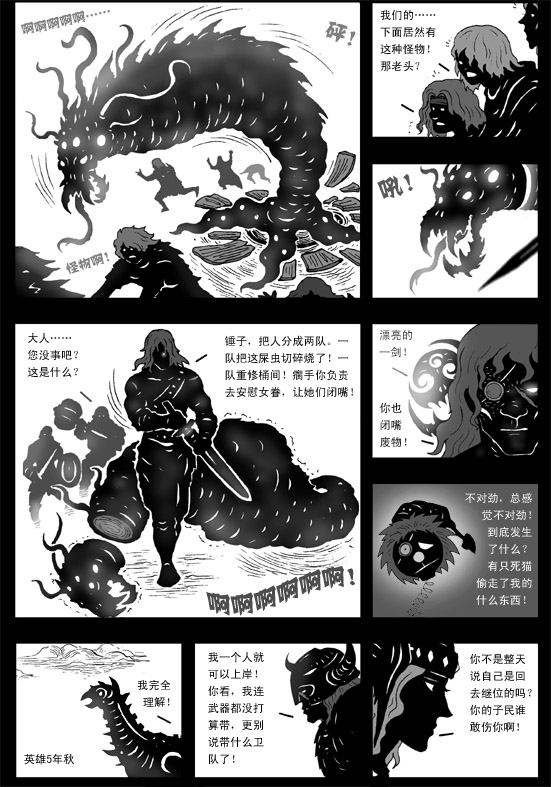 啊啊啊啊啊……
砰！
怪物啊！
我们的……
下面居然有
这种怪物！
那老头？
吼！
大人……
您没事吧？
这是什么？
锤子，把人分成两队。一
队把这屎虫切碎烧了！一
队重修桶间！瘸手你负责
去安慰女眷，让她们闭嘴！
啊啊啊啊啊啊！
漂亮的
一剑！
你也
闭嘴
废物！
不对劲，总感
觉不对劲！
到底发生
了什么？
有只死猫
偷走了我的
什么东西！
我完全
理解！
英雄5年秋
我一个人就
可以上岸！
你看，我连
武器都没打
算带，更别
说带什么卫
队了！
你不是整天
说自己是回
去继位的吗？
你的子民谁
敢伤你啊！